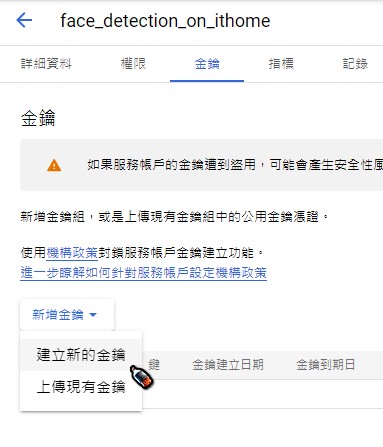 face_detection_on_ithome
詳細資料 權限 金鑰 指標 記錄
金鑰
如果服務帳戶的金鑰遭到盜用，可能會產生安全性風
新增金鑰組，或是上傳現有金鑰組中的公用金鑰憑證。
使用機構政策封鎖服務帳戶金鑰建立功能。
進一步瞭解如何針對服務帳戶設定機構政策
新增金鑰
建立新的金鑰
鍵 金鑰建立日期 金鑰到期日
上傳現有金鑰